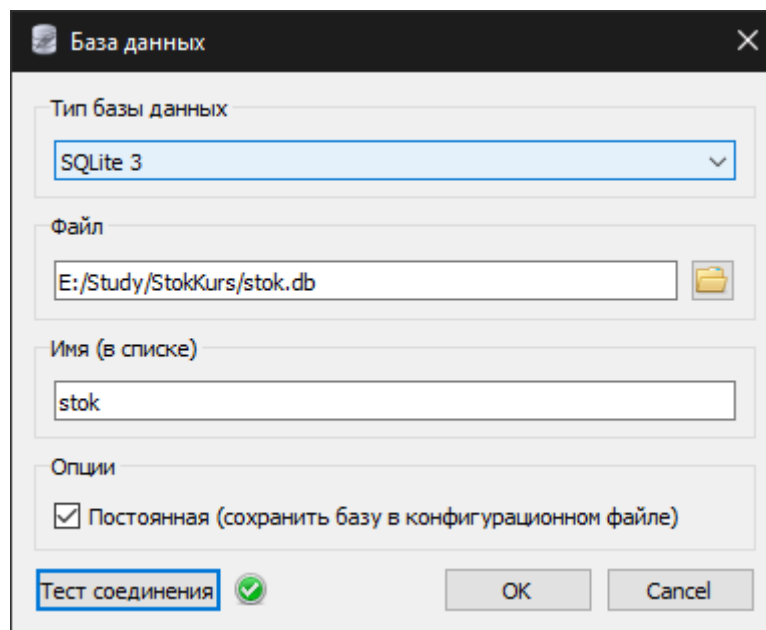 База данных
Тип базы данных
SQLite 3
Файл
E:/Study/StokKurs/stok.db
Имя (в списке)
stok
Опции
Постоянная (сохранить базу в конфигурационном файле)
Тест соединения OK Cancel